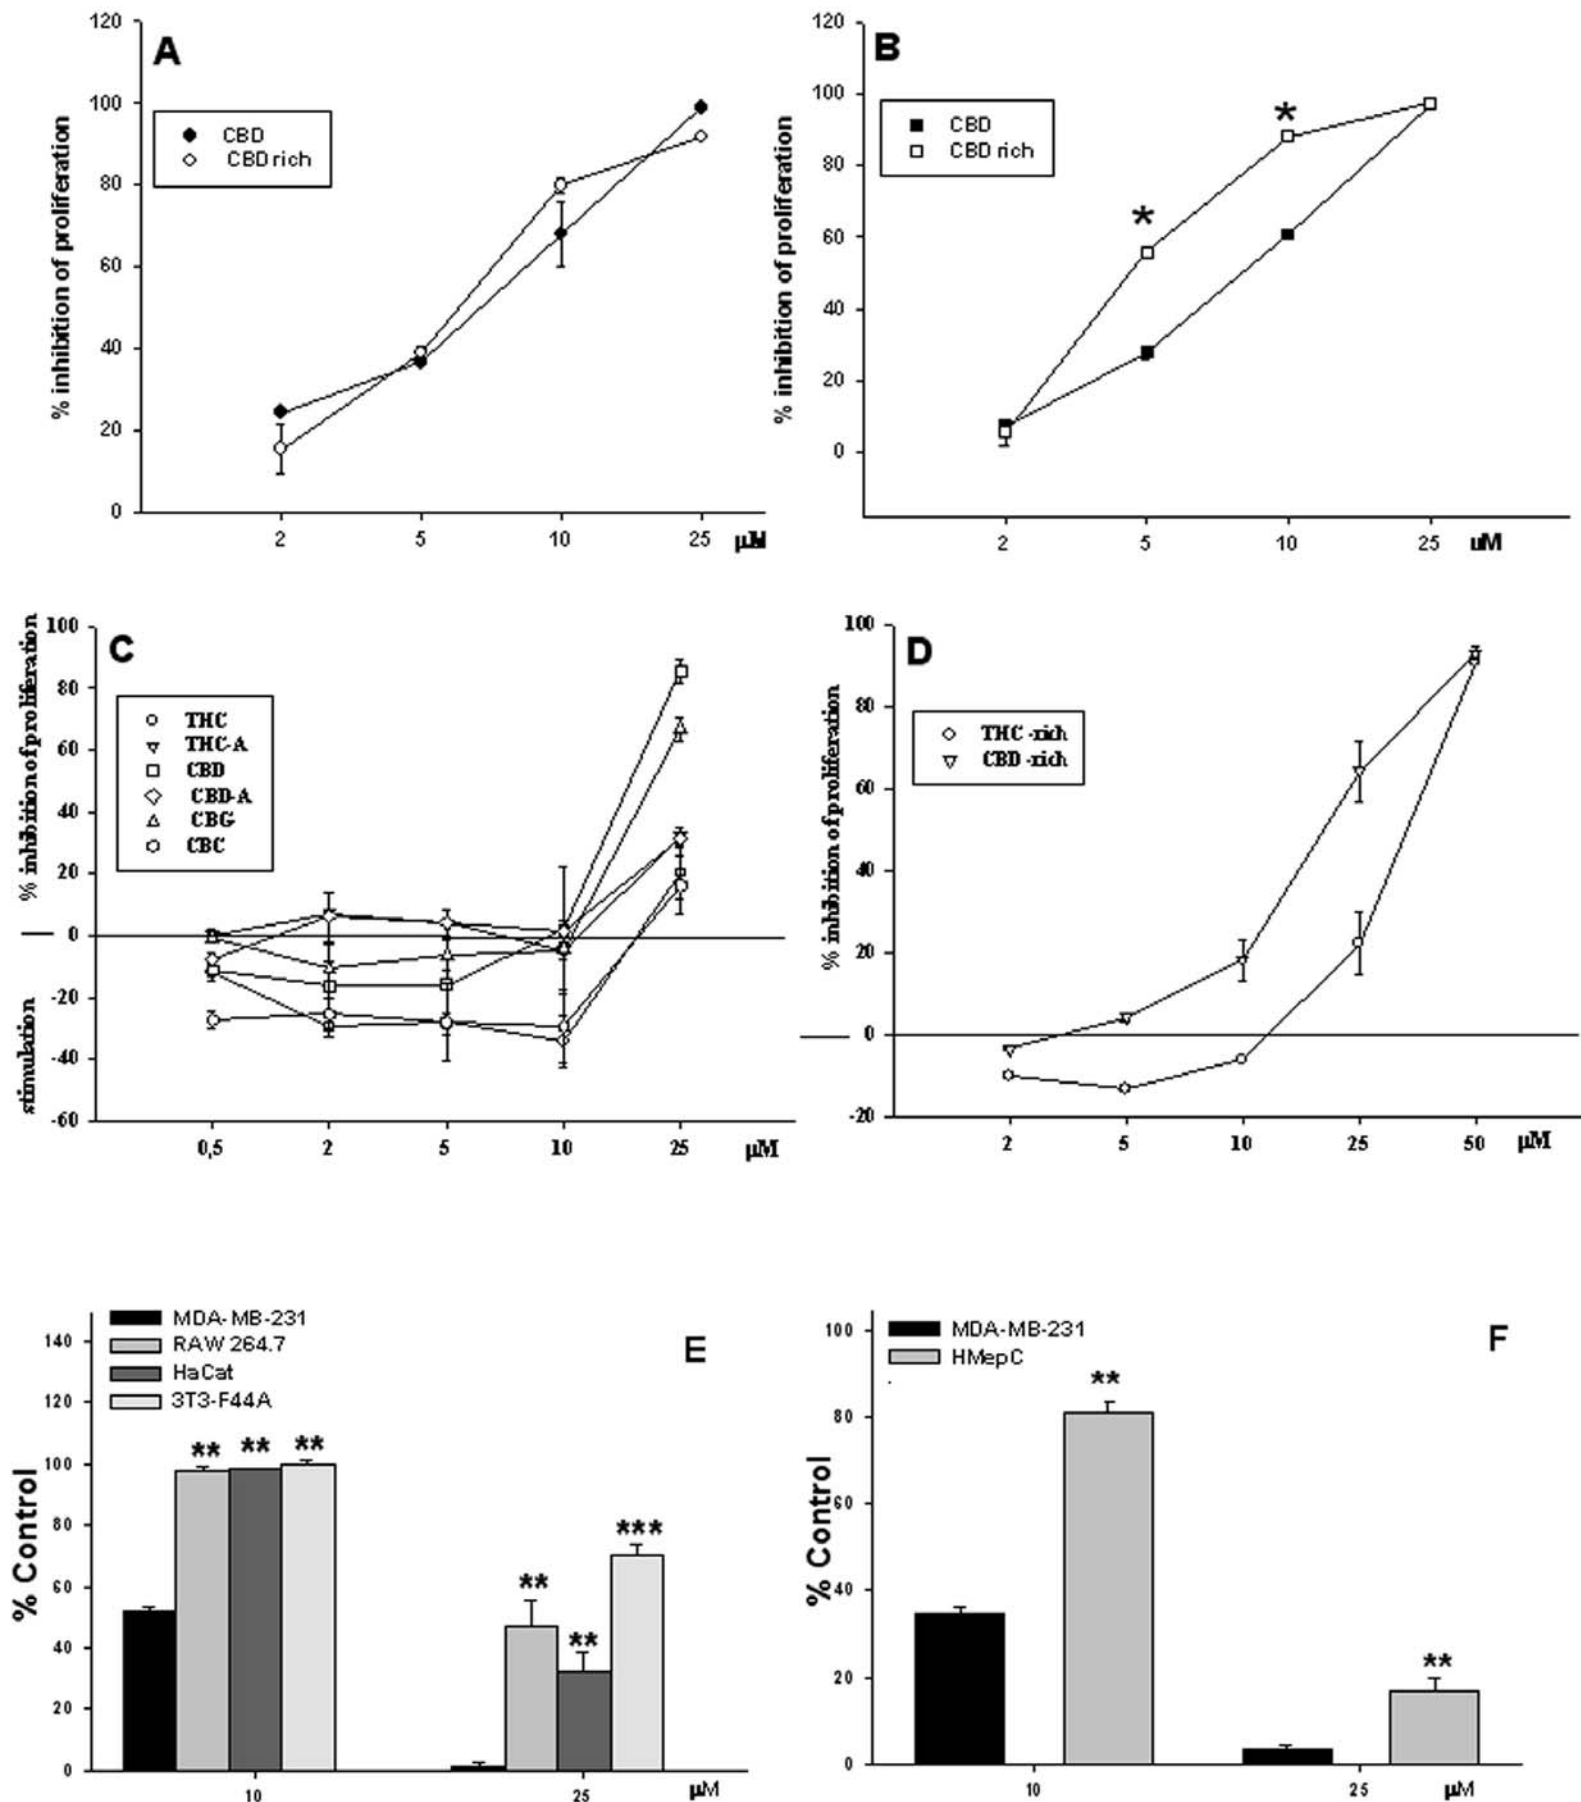 A
120
100
80
60
40
20
0
% inhibition of proliferation
CBD
CBD rich
2 5 10 25 µM
B
120
100
80
60
40
20
0
% inhibition of proliferation
CBD
CBD rich
*
*
2 5 10 25 uM
C
100
80
60
40
20
0
-20
-40
-60
% inhibition of proliferation
stimulation
THC
THC-A
CBD
CBD-A
CBG
CBC
0,5 2 5 10 25 µM
D
100
80
60
40
20
0
-20
% inhibition of proliferation
THC-rich
CBD-rich
2 5 10 25 50 µM
E
MDA-MB-231
RAW 264.7
HaCat
3T3-F44A
140
120
100
80
60
40
20
0
% Control
** ** **
** ** ***
10 25 µM
F
MDA-MB-231
HMepC
100
80
60
40
20
0
% Control
**
**
10 25 µM